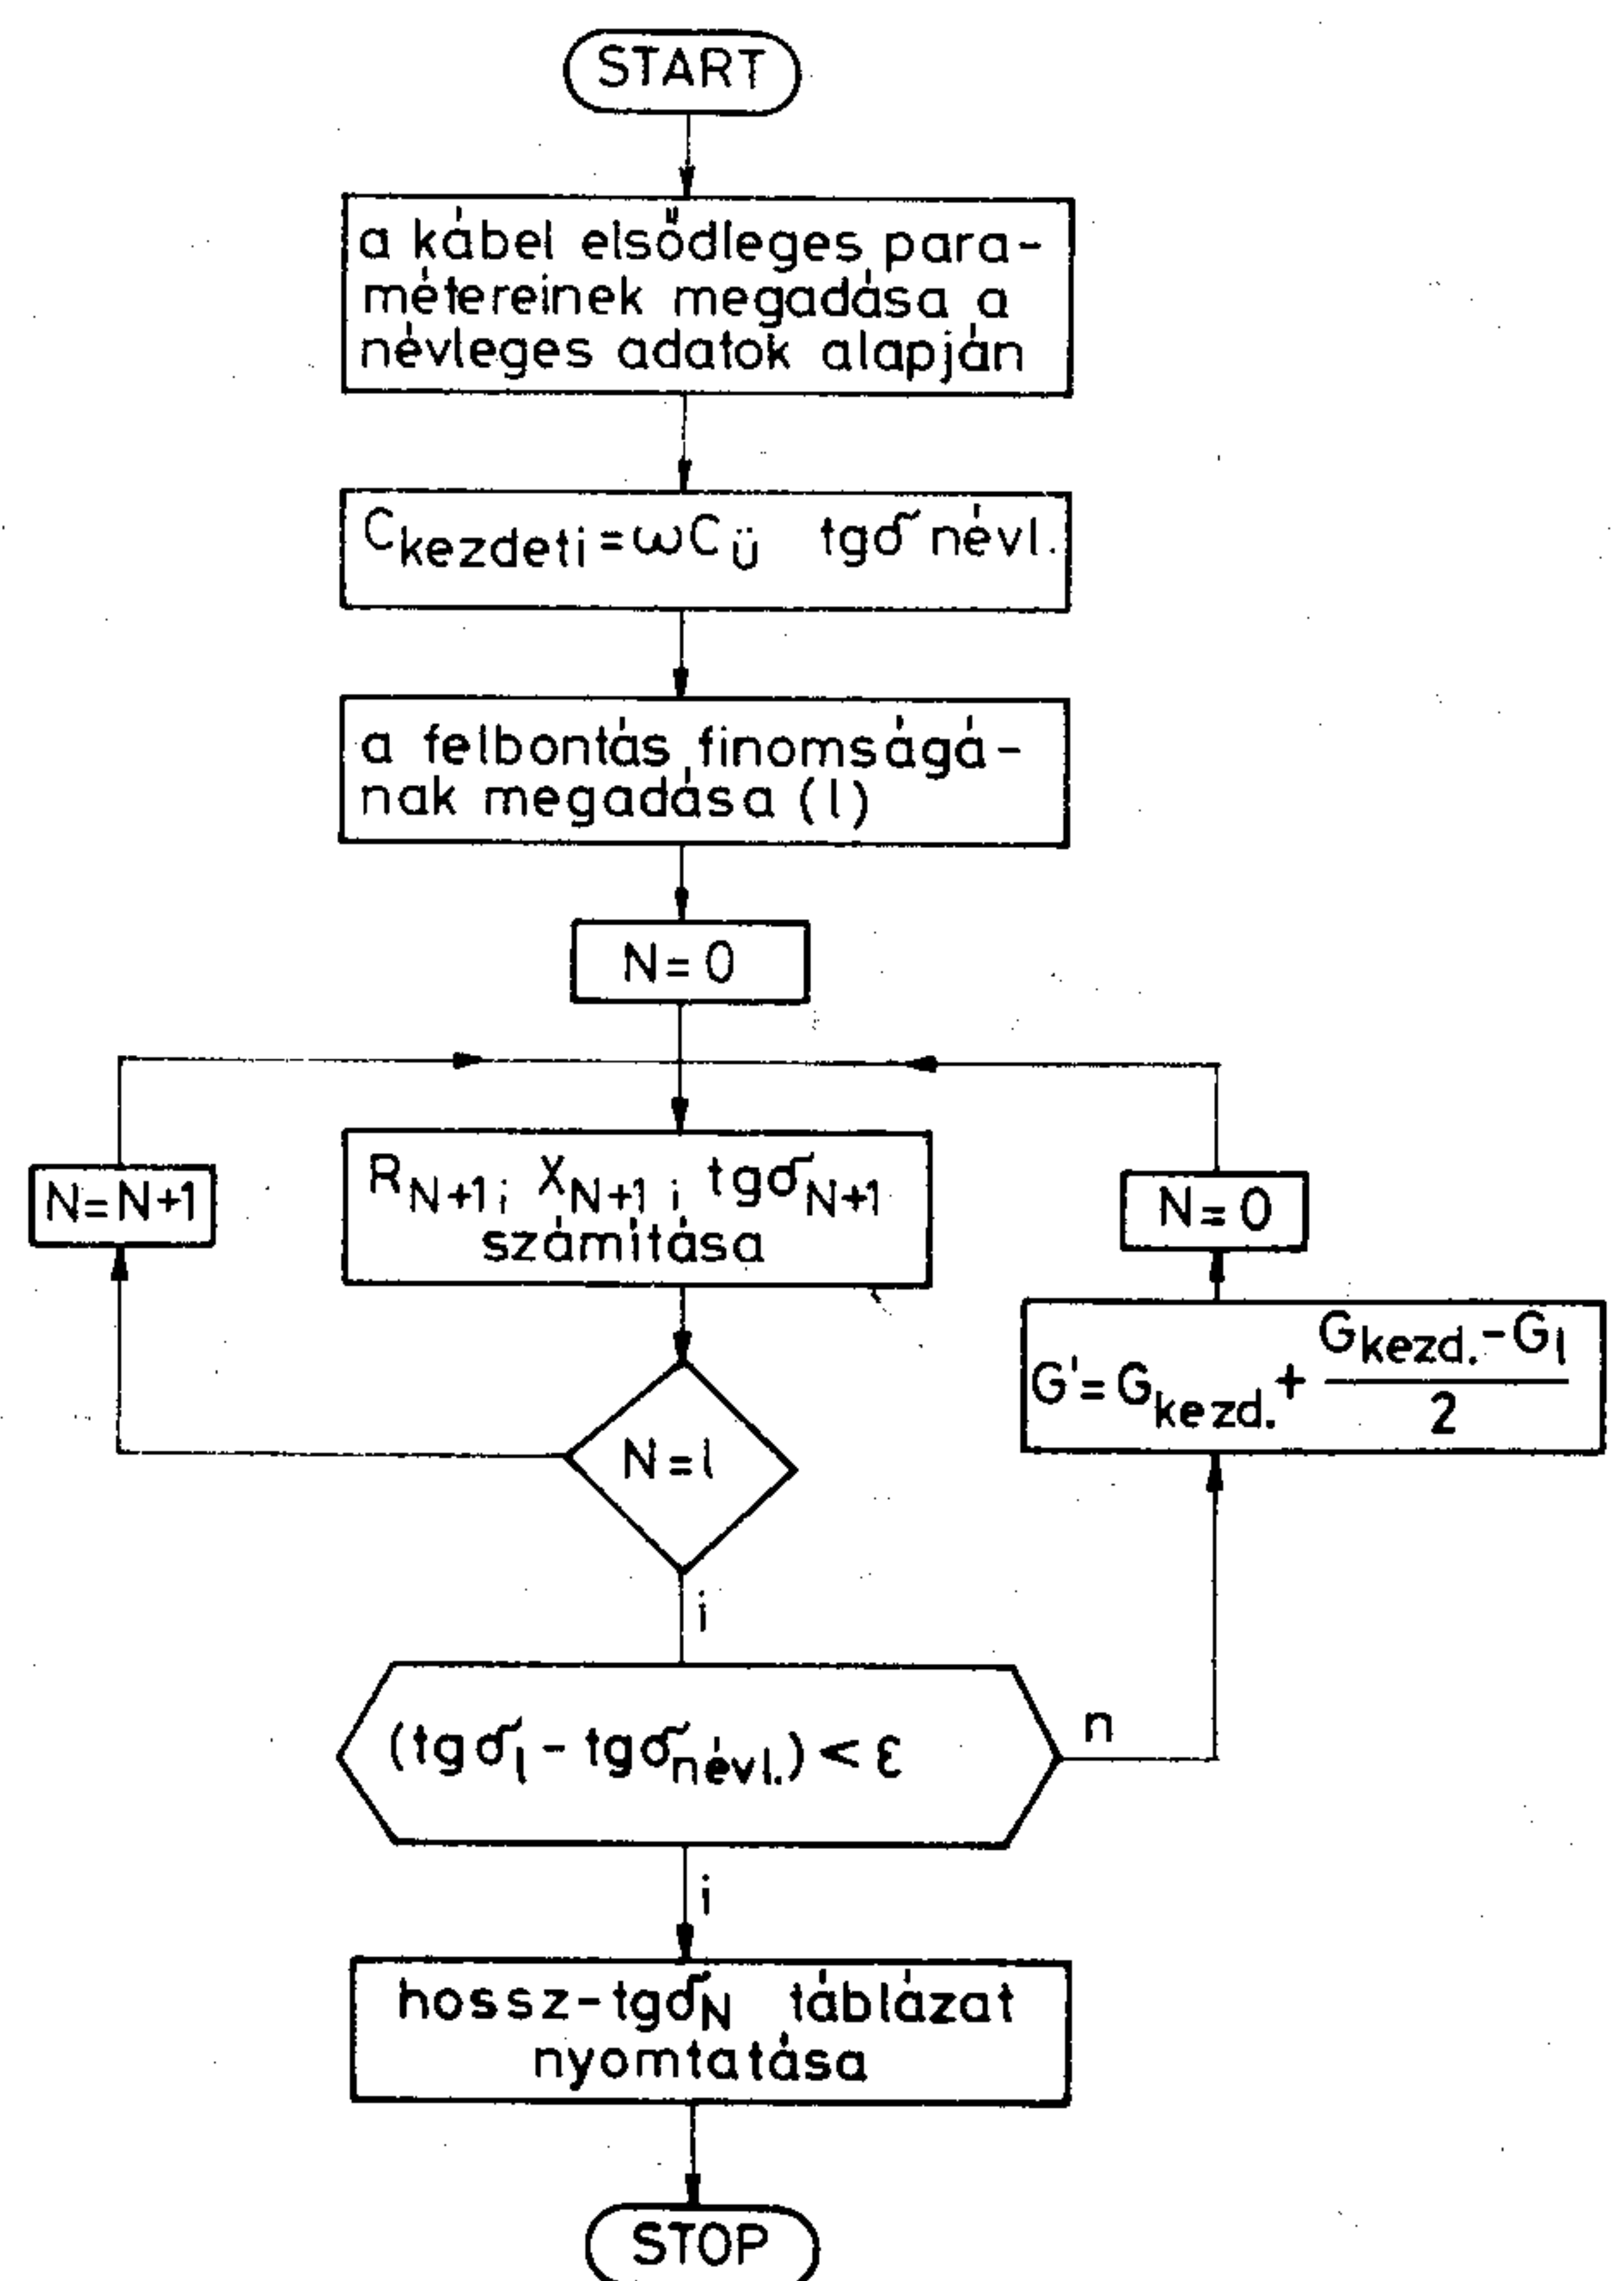 START
a kábel elsődleges para-
métereinek megadása a
névleges adatok alapján
Ckezdeti=ωCü tgδ névl.
a felbontás finomságá-
nak megadása (l)
N=0
N=N+1
RN+1; XN+1; tgδN+1
számítása
N=0
G'=Gkezd.+ Gkezd.-Gl
2
N=l
i
(tgδl - tgδnévl.) < ε
n
i
hossz-tgδN táblázat
nyomtatása
STOP